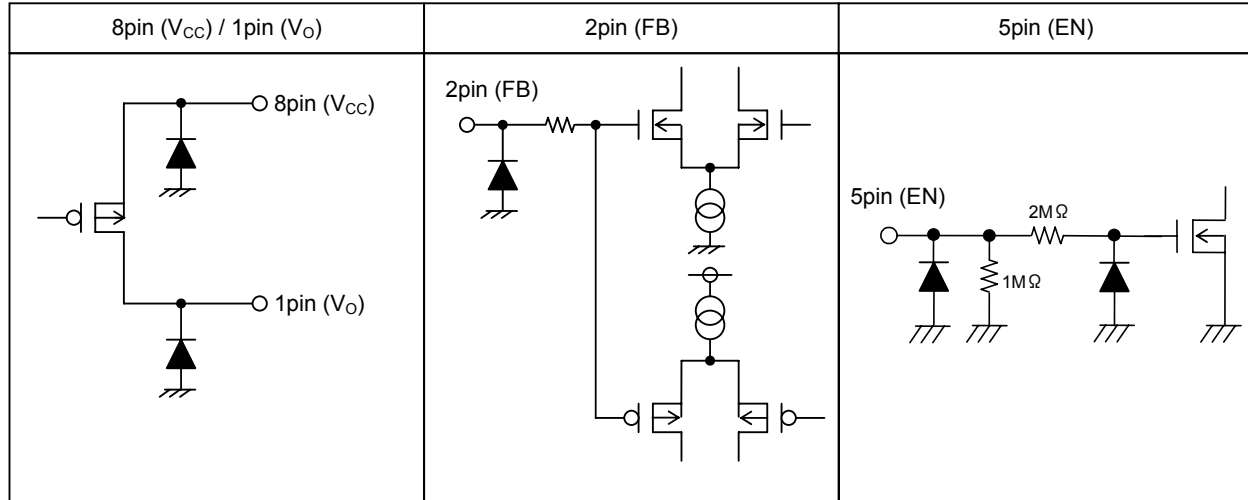 8pin (VCC) / 1pin (VO)
2pin (FB)
5pin (EN)
8pin (VCC)
1pin (VO)
2pin (FB)
5pin (EN)
2MΩ
1MΩ